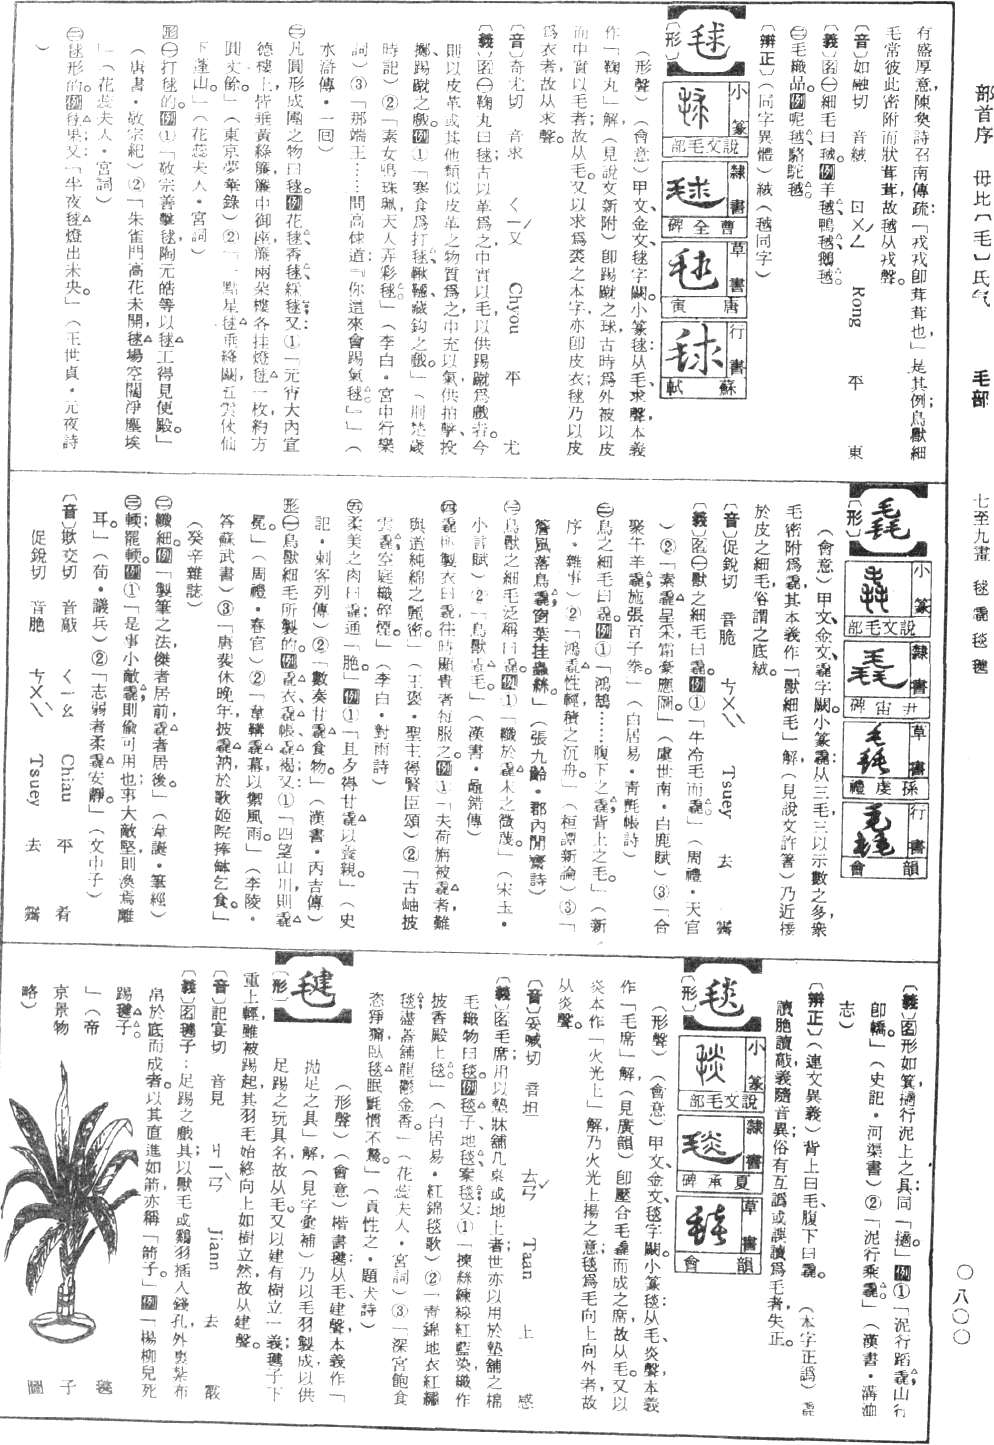 部首序　毋比〔毛〕氏气　毛部　七至九畫　毬毳毯毽　〇八〇〇
有盛厚意，陳奐詩召南傳疏：「戎戎卽茸茸也」是其例；鳥獸細
毛常彼此密附而狀茸茸，故毧从戎聲。
〔音〕如融切　音絨　ㄖㄨㄥˊ　Rong　平　東
〔義〕名㊀細毛曰毧。例羊毧、鴨毧、鵝毧。
㊁毛織品。例呢毧、駱駝毧。
〔辨正〕（同字異體）絨（毧同字）
毬
小篆　說文毛部
隸書　曹全碑
草書　唐寅
行書　蘇軾
〔形〕
（形聲）（會意）甲文、金文、毬字闕。小篆毬：从毛、求聲，本義
作「鞠丸」解（見說文新附）卽踢蹴之球，古時爲外被以皮
而中實以毛者；故从毛。又以求爲裘之本字，亦卽皮衣，毬乃以皮
爲衣者，故从求聲。
〔音〕奇尤切　音求　ㄑㄧㄡˊ　Chyou　平　尤
〔義〕名㊀鞠丸曰毬；古以革爲之，中實以毛，以供踢蹴爲戲者。今
則以皮革或其他類似皮革之物質爲之，中充以氣，供拍擊、投
擲、踢蹴之戲。例①「寒食爲打毬、鞦韆、藏鈎之戲。」（荊楚歲
時記）②「素女鳴珠珮，天人弄彩毬。」（李白・宮中行樂
詞）③「那端王……問高俅道：『你這來會踢氣毬。』」（
水滸傳・一回）
㊁凡圓形成團之物曰毬。例花毬、香毬、綵毬；又：①「元宵大內宣
德樓上，皆垂黃綠簾，簾中御座，簾兩朶樓各挂燈毬一枚，約方
圓丈餘。」（東京夢華錄）②「一點星毬垂絳闕，五雲伏仙
下蓬山。」（花蕊夫人・宮詞）
形㊀打毬的。例①「敬宗善擊毬，陶元皓等以毬工得見便殿。」
（唐書・敬宗紀）②「朱雀門高花未開，毬場空闊淨塵埃
」（花蕊夫人・宮詞）
㊁毬形的。例毬果；又：「半夜毬燈出未央。」（王世貞・元夜詩
）
毳
小篆　說文毛部
隸書　井宙碑
草書　孫虔禮
行書　韻會
〔形〕
（會意）甲文、金文、毳字闕。小篆毳：从三毛，三以示數之多，衆
毛密附爲毳，其本義作「獸細毛」解（見說文許箸）乃近接
於皮之細毛，俗謂之底絨。
〔音〕促銳切　音脆　ㄘㄨㄟˋ　Tsuey　去　霽
〔義〕名㊀獸之細毛曰毳。例①「牛冷毛而毳。」（周禮・天官
）②「素毳呈采，霜豪應圖。」（虞世南・白鹿賦）③「合
聚千羊毳，施張百子弮。」（白居易・靑氈帳詩）
㊁鳥之細毛曰毳。例①「鴻鵠……腹下之毳，背上之毛。」（新
序・雜事）②「鴻毳性輕，積之沉舟。」（桓譚新論）③「
簷風落鳥毳，窗葉挂蟲絲。」（張九齡・郡內閒齋詩）
㊂鳥獸之細毛泛稱曰毳。例①「纖於毳末之微蔑。」（宋玉・
小言賦）②「鳥獸毳毛。」（漢書・鼂錯傳）
㊃毳所製衣曰毳，往時顯貴者每服之。例①「夫荷旃被毳者，難
與道純綿之麗密。」（王褒・聖主得賢臣頌）②「古岫披
雲毳，空庭織碎煙。」（李白・對雨詩）
㊄柔美之肉曰毳；通「脆。」例①「旦夕得甘毳以養親。」（史
記・刺客列傳）②「數奏甘毳食物。」（漢書・丙吉傳）
形㊀鳥獸細毛所製的。例毳衣、毳帳、毳褐；又：①「四望山川則毳
冕。」（周禮・春官）②「韋韝毳幕，以禦風雨。」（李陵・
答蘇武書）③「唐裴休晚年，披毳衲，於歌姬院捧缽乞食。」
（癸辛雜誌）
㊁纖細。例「製筆之法，傑者居前，毳者居後。」（韋誕・筆經）
㊂頓；罷頓。例①「是事小敵毳則偸可用也；事大敵堅則渙焉離
耳。」（荀・議兵）②「志弱者柔，毳安靜。」（文中子）
〔音〕欺交切　音敲　ㄑㄧㄠ　Chiau　平　肴
促銳切　音脆　ㄘㄨㄟˋ　Tsuey　去　霽
〔義〕名形如箕，擿行泥上之具；同「橇。」例①「泥行蹈毳，山行
卽橋。」（史記・河渠書）②「泥行乘毳。」（漢書・溝洫
志）
〔辨正〕（連文異義）背上曰毛，腹下曰毳。　（本字正譌）毳
讀脆，讀敲，義隨音異；俗有互譌或誤讀爲毛者，失正。
毯
小篆　說文毛部
隸書　夏承碑
草書　韻會
〔形〕
（形聲）（會意）甲文、金文、毯字闕。小篆毯：从毛、炎聲，本義
作「毛席」解（見廣韻）卽壓合毛毳而成之席，故从毛。又以
炎本作「火光上」解，乃火光上揚之意，毯爲毛向上向外者，故
从炎聲。
〔音〕妥喊切　音坦　ㄊㄢˇ　Taan　上　感
〔義〕名毛席，用以墊牀舖几桌或地上者；世亦以用於墊舖之棉
毛織物曰毯。例毯子、地毯、案毯；又①「揀絲練線紅藍染，織作
披香殿上毯。」（白居易・紅錦毯歌）②「靑錦地衣紅繡
毯，盡舖龍鬱金香。」（花蕊夫人・宮詞）③「深宮飽食
恣猙獰，臥毯眠氈慣不驚。」（貢性之・題犬詩）
毽
〔形〕
（形聲）（會意）楷書毽：从毛、建聲，本義作「
拋足之具」解（見字彙補）乃以毛羽製成以供
足踢之玩具名，故从毛。又以建有樹立一義，毽子下
重上輕，雖被踢起，其羽毛始終向上如樹立然，故从建聲。
〔音〕記宴切　音見　ㄐㄧㄢˋ　Jiann　去　霰
〔義〕名毽子：足踢之戲具，以獸毛或鷄羽插入錢孔，外裏紮布
帛於底而成者。以其直進如箭，亦稱「箭子。」例「楊柳兒死
踢毽子。
」（帝
京景物
略）
毽子圖